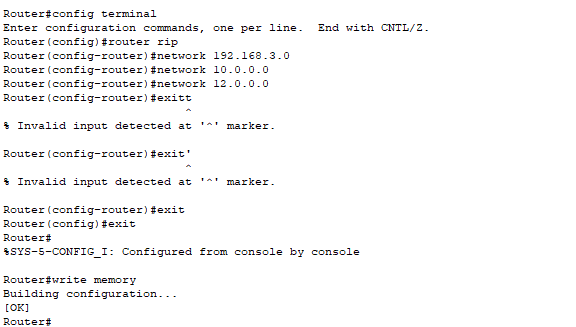 Router#config terminal
Enter configuration commands, one per line.  End with CNTL/Z.
Router(config)#router rip
Router(config-router)#network 192.168.3.0
Router(config-router)#network 10.0.0.0
Router(config-router)#network 12.0.0.0
Router(config-router)#exitt
                          ^
% Invalid input detected at '^' marker.

Router(config-router)#exit'
                          ^
% Invalid input detected at '^' marker.

Router(config-router)#exit
Router(config)#exit
Router#
%SYS-5-CONFIG_I: Configured from console by console

Router#write memory
Building configuration...
[OK]
Router#